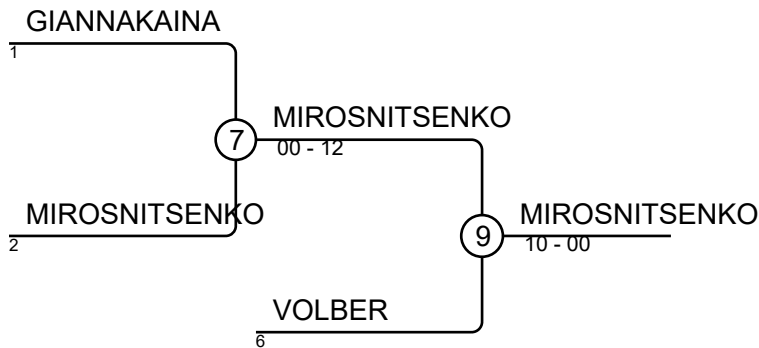 GIANNAKAINA
1
7
MIROSNITSENKO
00 - 12
MIROSNITSENKO
2
9
MIROSNITSENKO
10 - 00
VOLBER
6